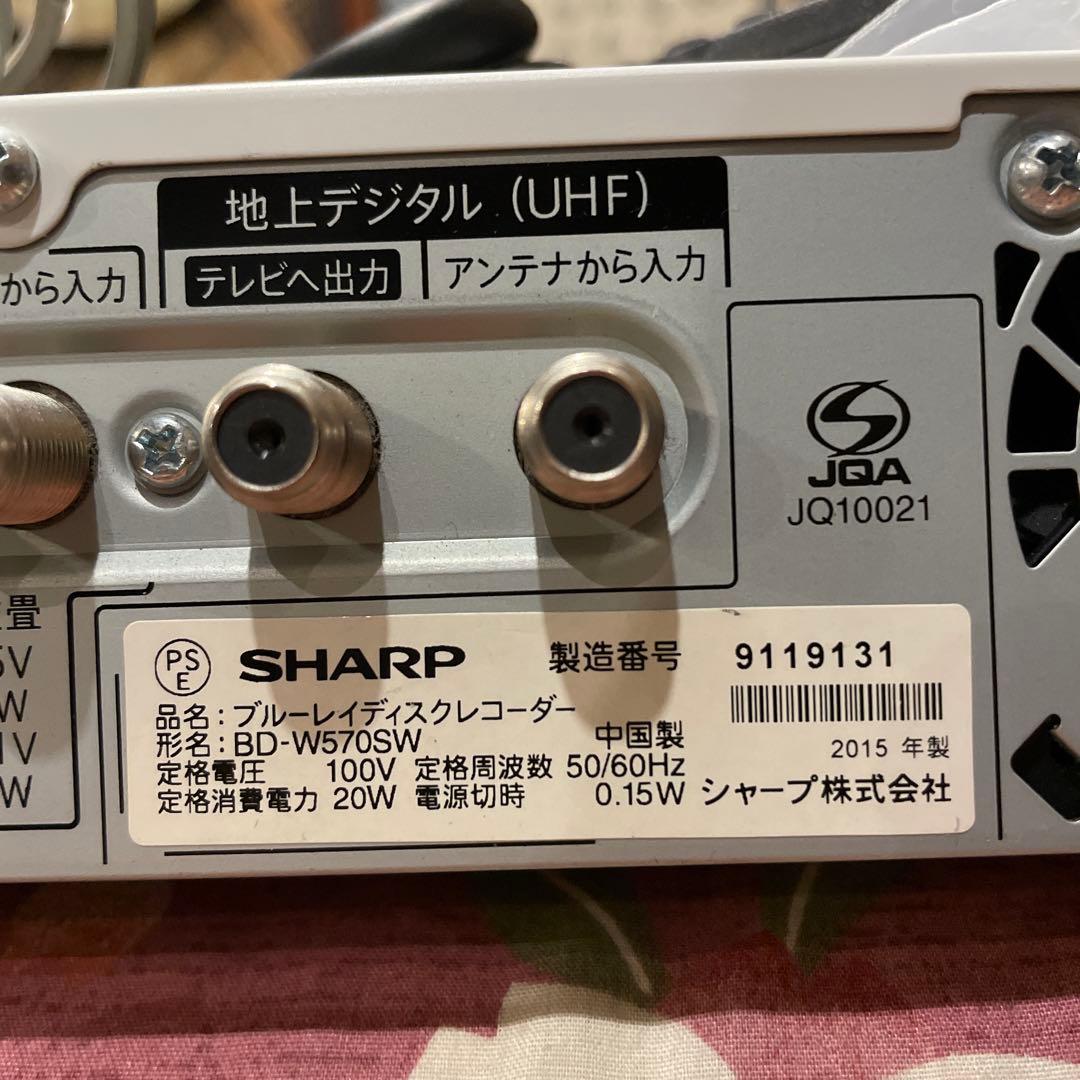 地上デジタル（UHF）
から入力
テレビへ出力
アンテナから入力
JQA
JQ10021
畳
5V
W
1V
W
PS
E
SHARP
製造番号 9119131
品名：ブルーレイディスクレコーダー
形名：BD-W570SW 中国製
2015 年製
定格電圧 100V 定格周波数 50/60Hz
定格消費電力 20W 電源切時 0.15W シャープ株式会社